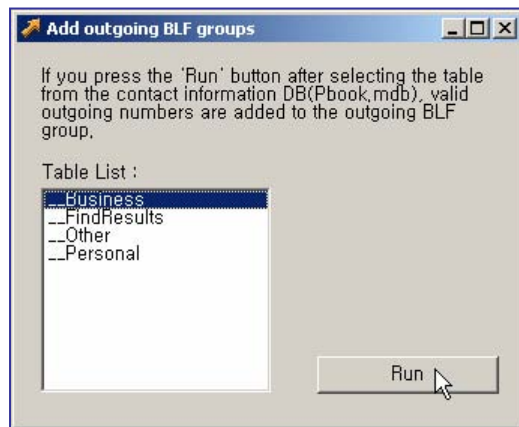 Add outgoing BLF groups
If you press the 'Run' button after selecting the table
from the contact information DB(Pbook,mdb), valid
outgoing numbers are added to the outgoing BLF
group,
Table List :
__Business
__FindResults
__Other
__Personal
Run